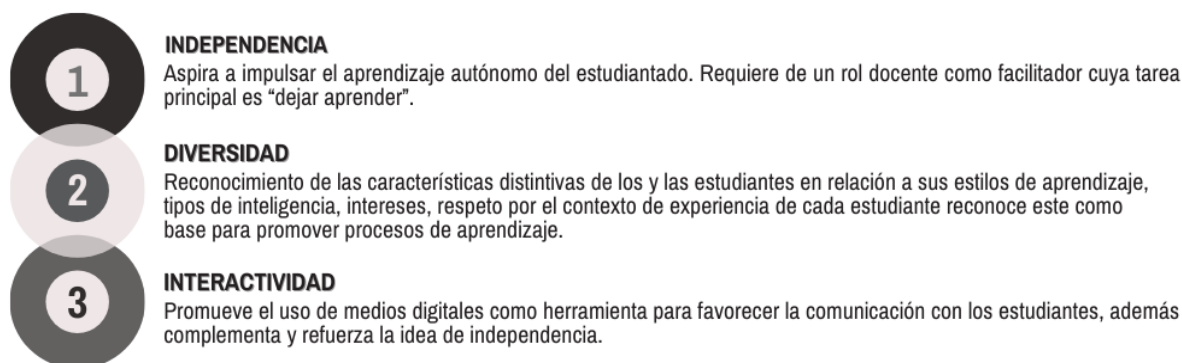 1
INDEPENDENCIA
Aspira a impulsar el aprendizaje autónomo del estudiantado. Requiere de un rol docente como facilitador cuya tarea
principal es “dejar aprender”.
2
DIVERSIDAD
Reconocimiento de las características distintivas de los y las estudiantes en relación a sus estilos de aprendizaje,
tipos de inteligencia, intereses, respeto por el contexto de experiencia de cada estudiante reconoce este como
base para promover procesos de aprendizaje.
3
INTERACTIVIDAD
Promueve el uso de medios digitales como herramienta para favorecer la comunicación con los estudiantes, además
complementa y refuerza la idea de independencia.